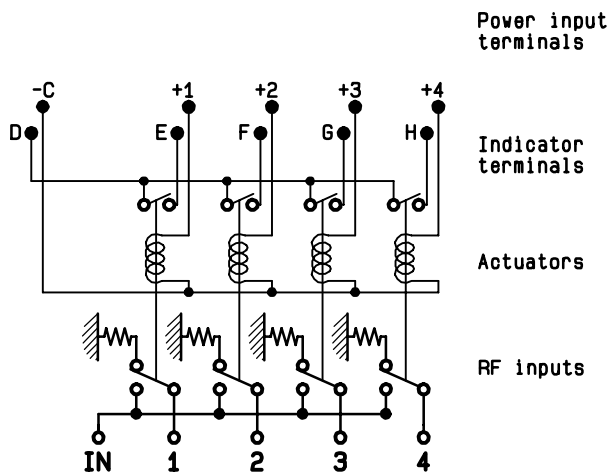 Power input
terminals
-C +1 +2 +3 +4
D E F G H
Indicator
terminals
Actuators
RF inputs
IN 1 2 3 4